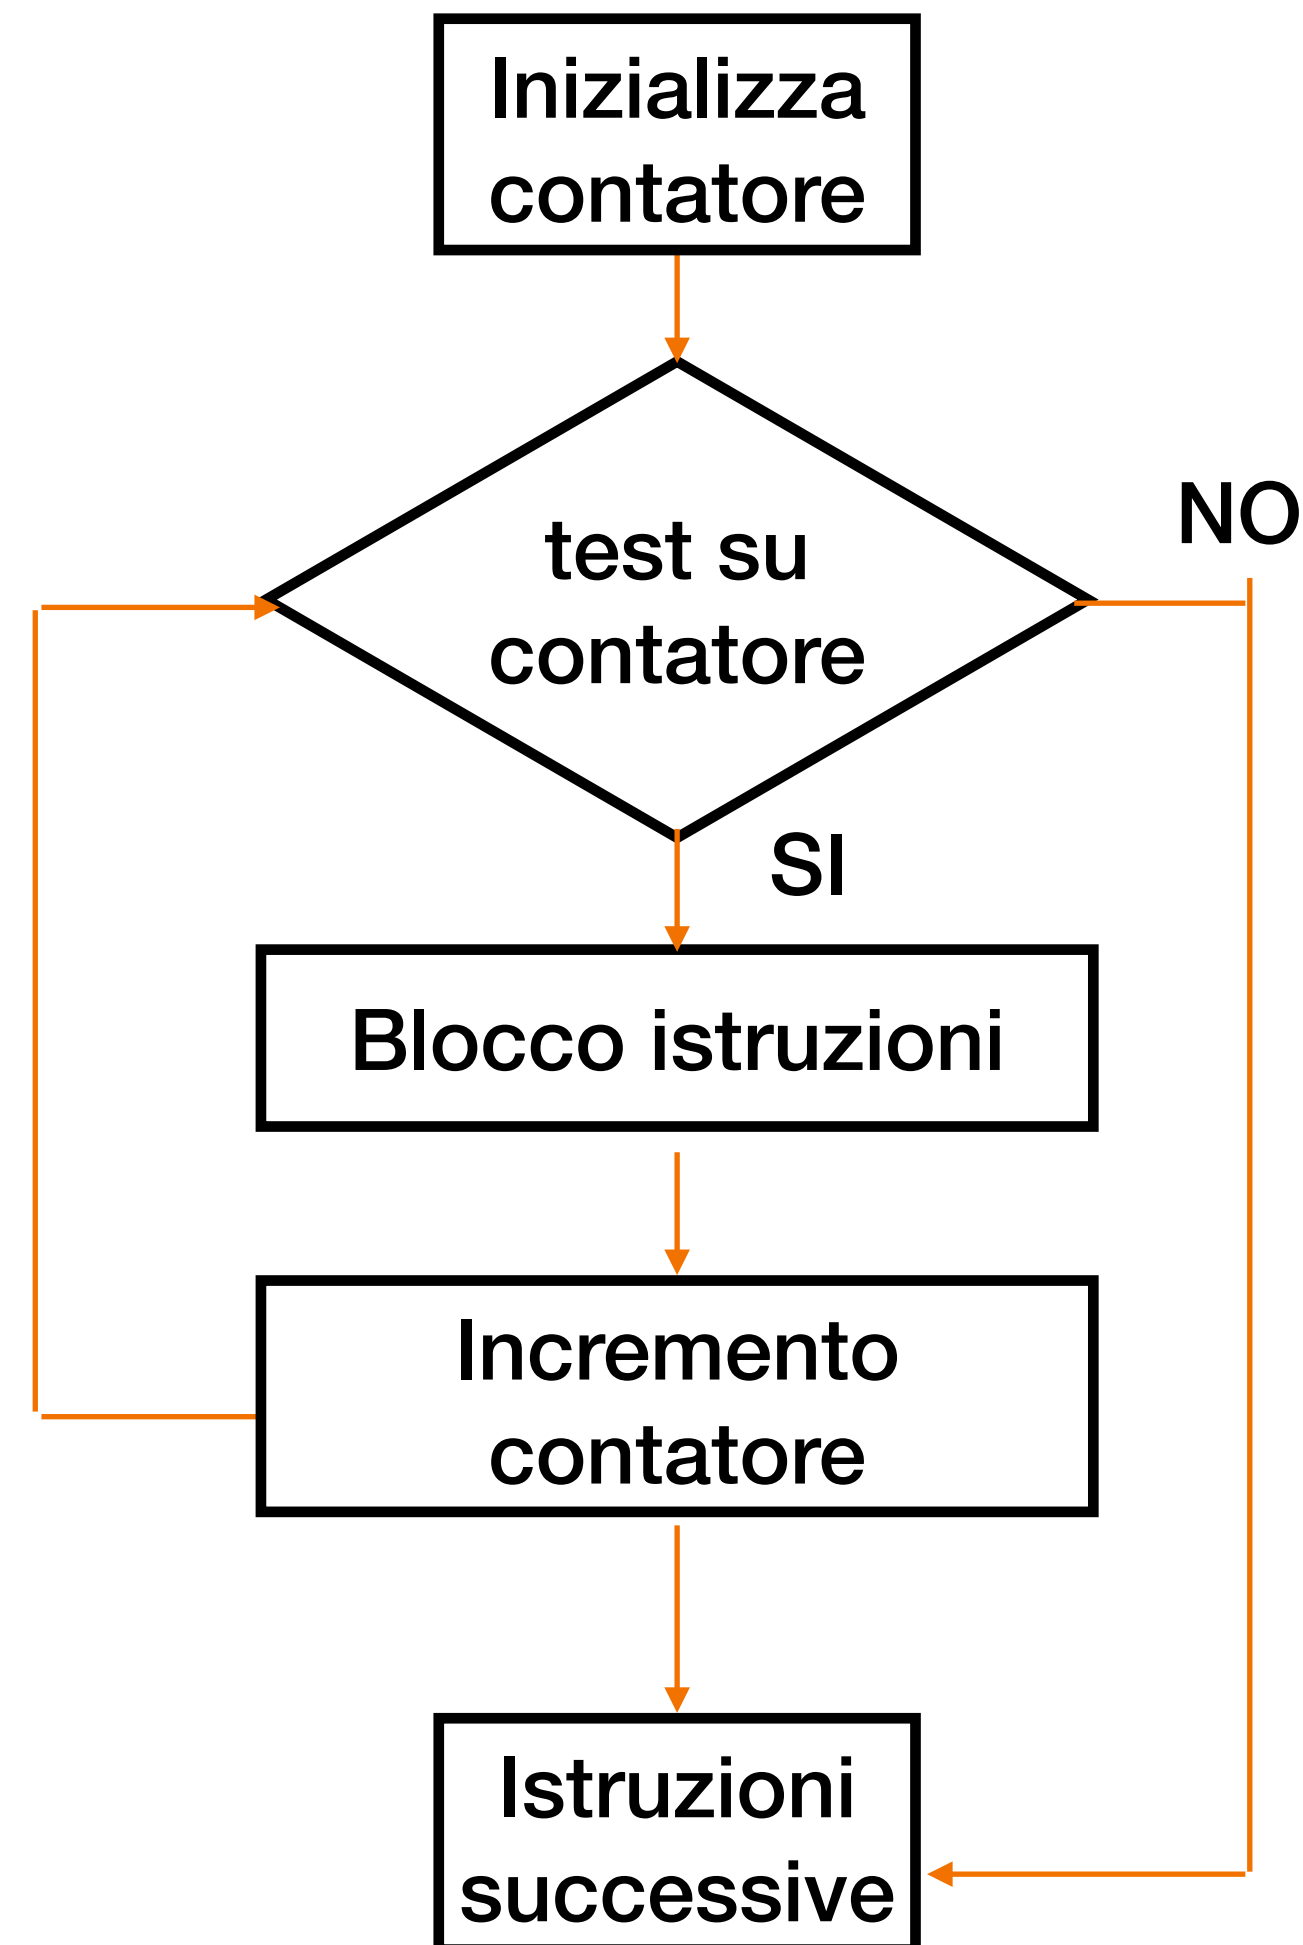 Inizializza
contatore
test su
contatore
NO
SI
Blocco istruzioni
Incremento
contatore
Istruzioni
successive